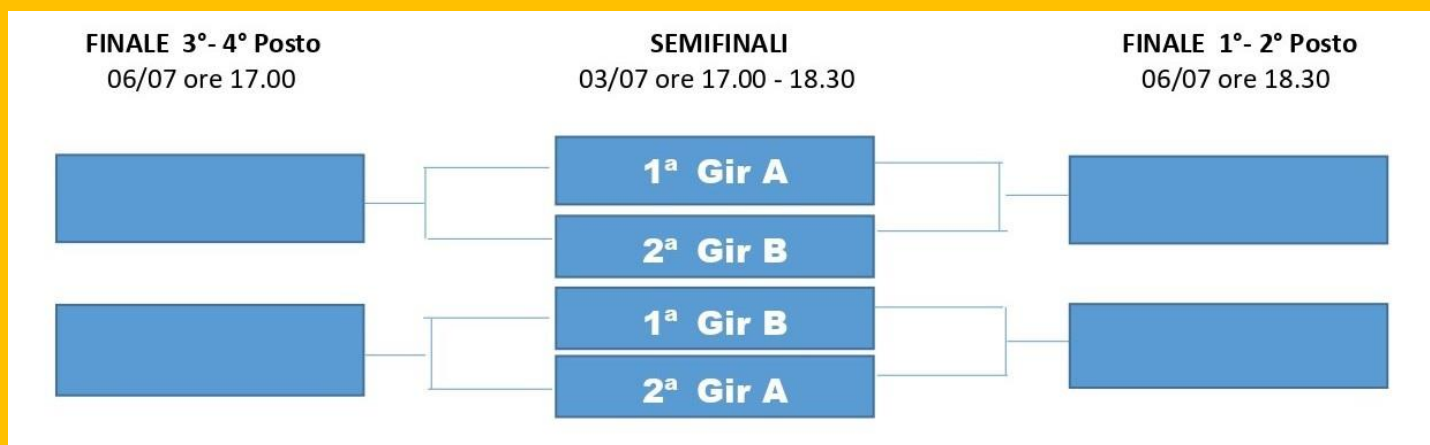 FINALE 3°- 4° Posto
06/07 ore 17.00
SEMIFINALI
03/07 ore 17.00 - 18.30
FINALE 1°- 2° Posto
06/07 ore 18.30
1ª Gir A
2ª Gir B
1ª Gir B
2ª Gir A